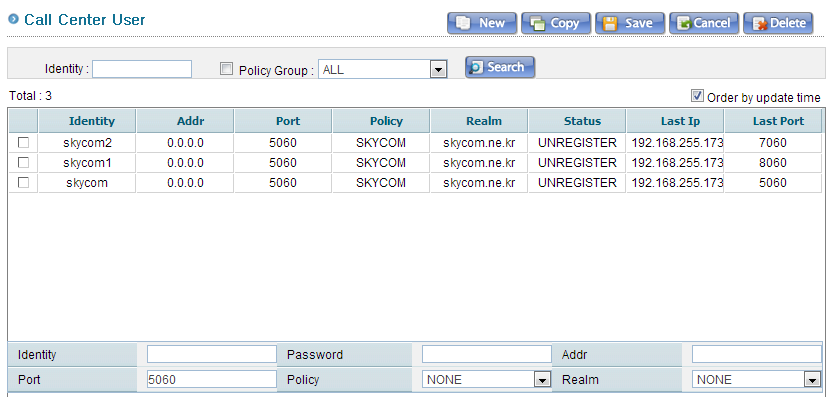 Call Center User New Copy Save Cancel Delete
Identity : Policy Group : ALL Search
Total : 3 Order by update time
Identity Addr Port Policy Realm Status Last Ip Last Port
skycom2 0.0.0.0 5060 SKYCOM skycom.ne.kr UNREGISTER 192.168.255.173 7060
skycom1 0.0.0.0 5060 SKYCOM skycom.ne.kr UNREGISTER 192.168.255.173 8060
skycom 0.0.0.0 5060 SKYCOM skycom.ne.kr UNREGISTER 192.168.255.173 5060
Identity Password Addr
Port 5060 Policy NONE Realm NONE